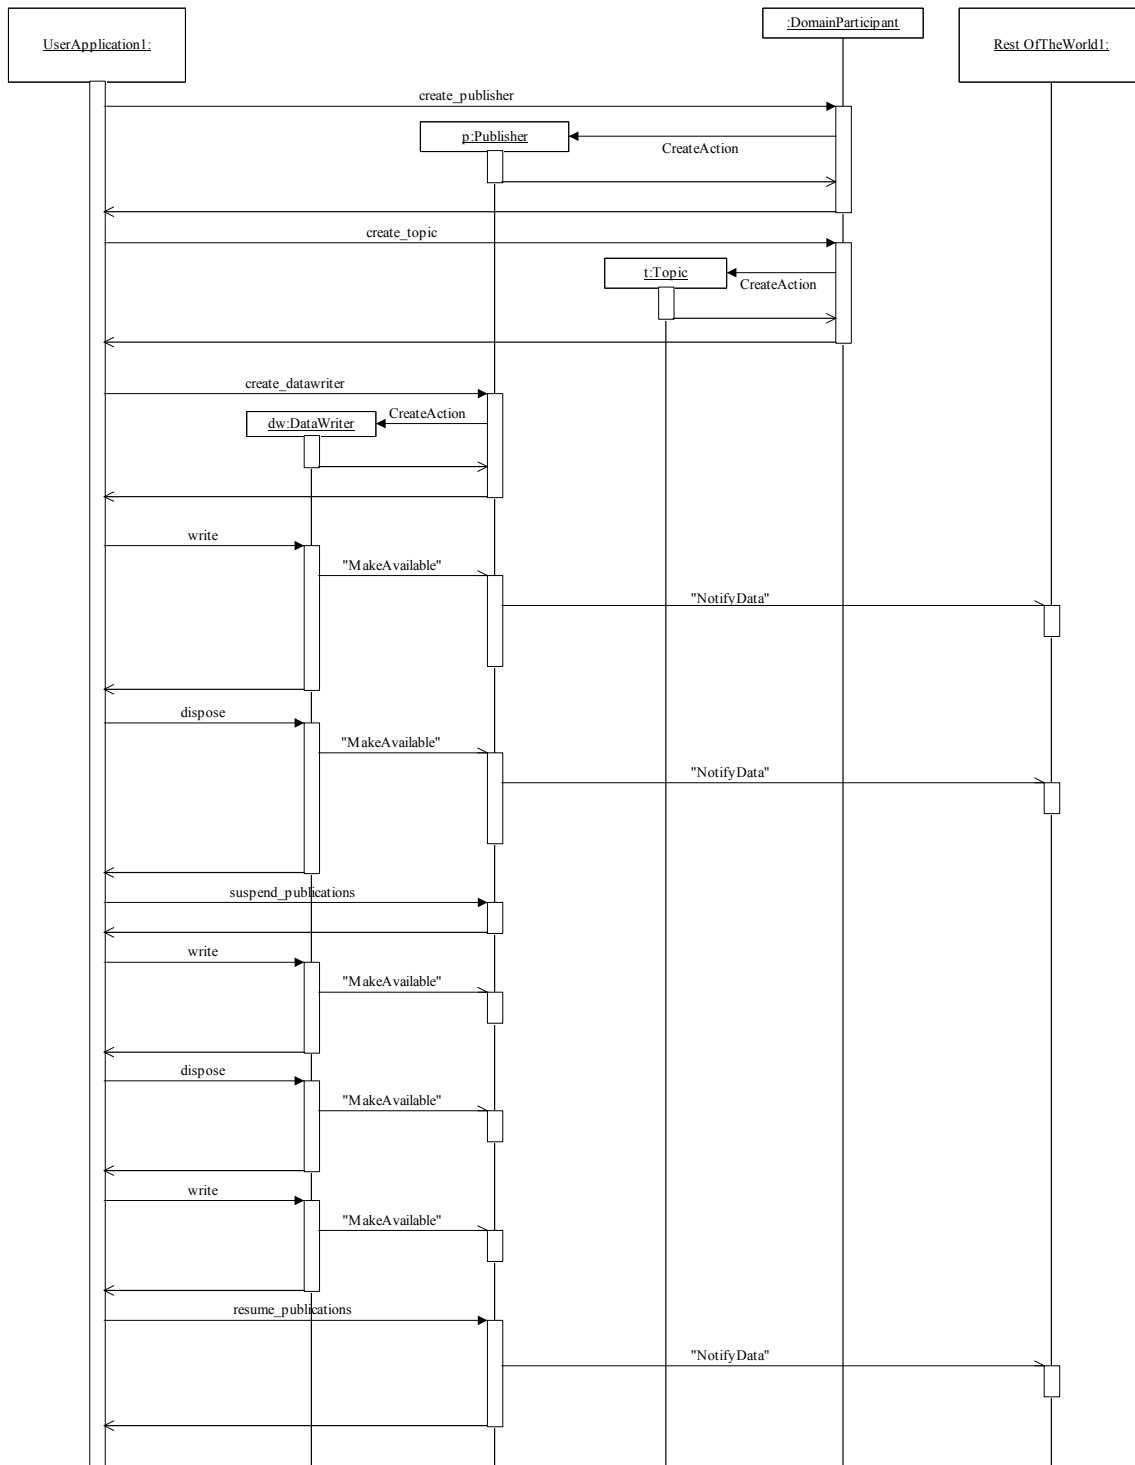 UserApplication1:
:DomainParticipant
Rest OfTheWorld1:
create_publisher
p:Publisher
CreateAction
create_topic
t:Topic
CreateAction
create_datawriter
dw:DataWriter
CreateAction
write
"MakeAvailable"
"NotifyData"
dispose
"MakeAvailable"
"NotifyData"
suspend_publications
write
"MakeAvailable"
dispose
"MakeAvailable"
write
"MakeAvailable"
resume_publications
"NotifyData"